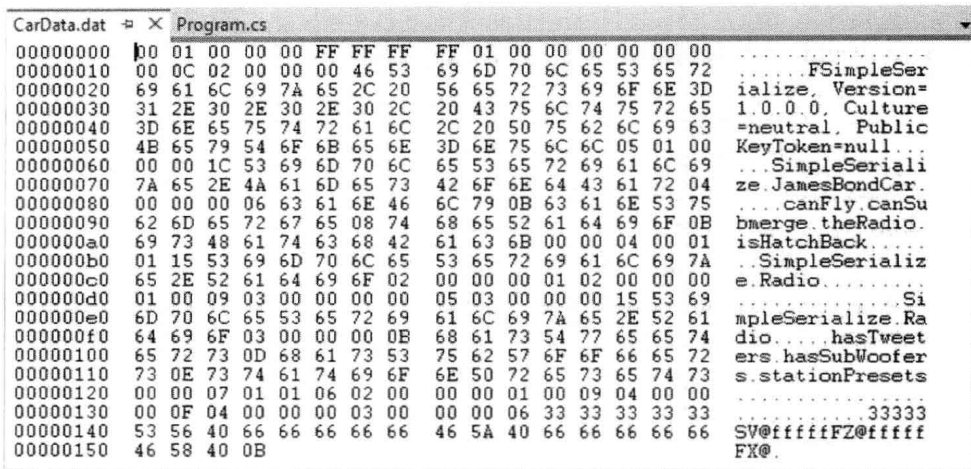 CarData.dat Program.cs
00000000 00 01 00 00 00 FF FF FF FF 01 00 00 00 00 00 00 ................
00000010 00 0C 02 00 00 00 46 53 69 6D 70 6C 65 53 65 72 ......FSimpleSer
00000020 69 61 6C 69 7A 65 2C 20 56 65 72 73 69 6F 6E 3D ialize, Version=
00000030 31 2E 30 2E 30 2E 30 2C 20 43 75 6C 74 75 72 65 1.0.0.0, Culture
00000040 3D 6E 65 75 74 72 61 6C 2C 20 50 75 62 6C 69 63 =neutral, Public
00000050 4B 65 79 54 6F 6B 65 6E 3D 6E 75 6C 6C 05 01 00 KeyToken=null...
00000060 00 00 1C 53 69 6D 70 6C 65 53 65 72 69 61 6C 69 ...SimpleSeriali
00000070 7A 65 2E 4A 61 6D 65 73 42 6F 6E 64 43 61 72 04 ze.JamesBondCar.
00000080 00 00 00 06 63 61 6E 46 6C 79 0B 63 61 6E 53 75 ....canFly.canSu
00000090 62 6D 65 72 67 65 08 74 68 65 52 61 64 69 6F 0B bmerge.theRadio.
000000a0 69 73 48 61 74 63 68 42 61 63 6B 00 00 04 00 01 isHatchBack.....
000000b0 01 15 53 69 6D 70 6C 65 53 65 72 69 61 6C 69 7A ..SimpleSerializ
000000c0 65 2E 52 61 64 69 6F 02 00 00 00 01 02 00 00 00 e.Radio.........
000000d0 01 00 09 03 00 00 00 00 05 03 00 00 00 15 53 69 ..............Si
000000e0 6D 70 6C 65 53 65 72 69 61 6C 69 7A 65 2E 52 61 mpleSerialize.Ra
000000f0 64 69 6F 03 00 00 00 0B 68 61 73 54 77 65 65 74 dio.....hasTweet
00000100 65 72 73 0D 68 61 73 53 75 62 57 6F 6F 66 65 72 ers.hasSubWoofer
00000110 73 0E 73 74 61 74 69 6F 6E 50 72 65 73 65 74 73 s.stationPresets
00000120 00 00 07 01 01 06 02 00 00 00 01 00 09 04 00 00 ................
00000130 00 0F 04 00 00 00 03 00 00 00 06 33 33 33 33 33 ...........33333
00000140 53 56 40 66 66 66 66 66 46 5A 40 66 66 66 66 66 SV@fffffFZ@fffff
00000150 46 58 40 0B FX@.